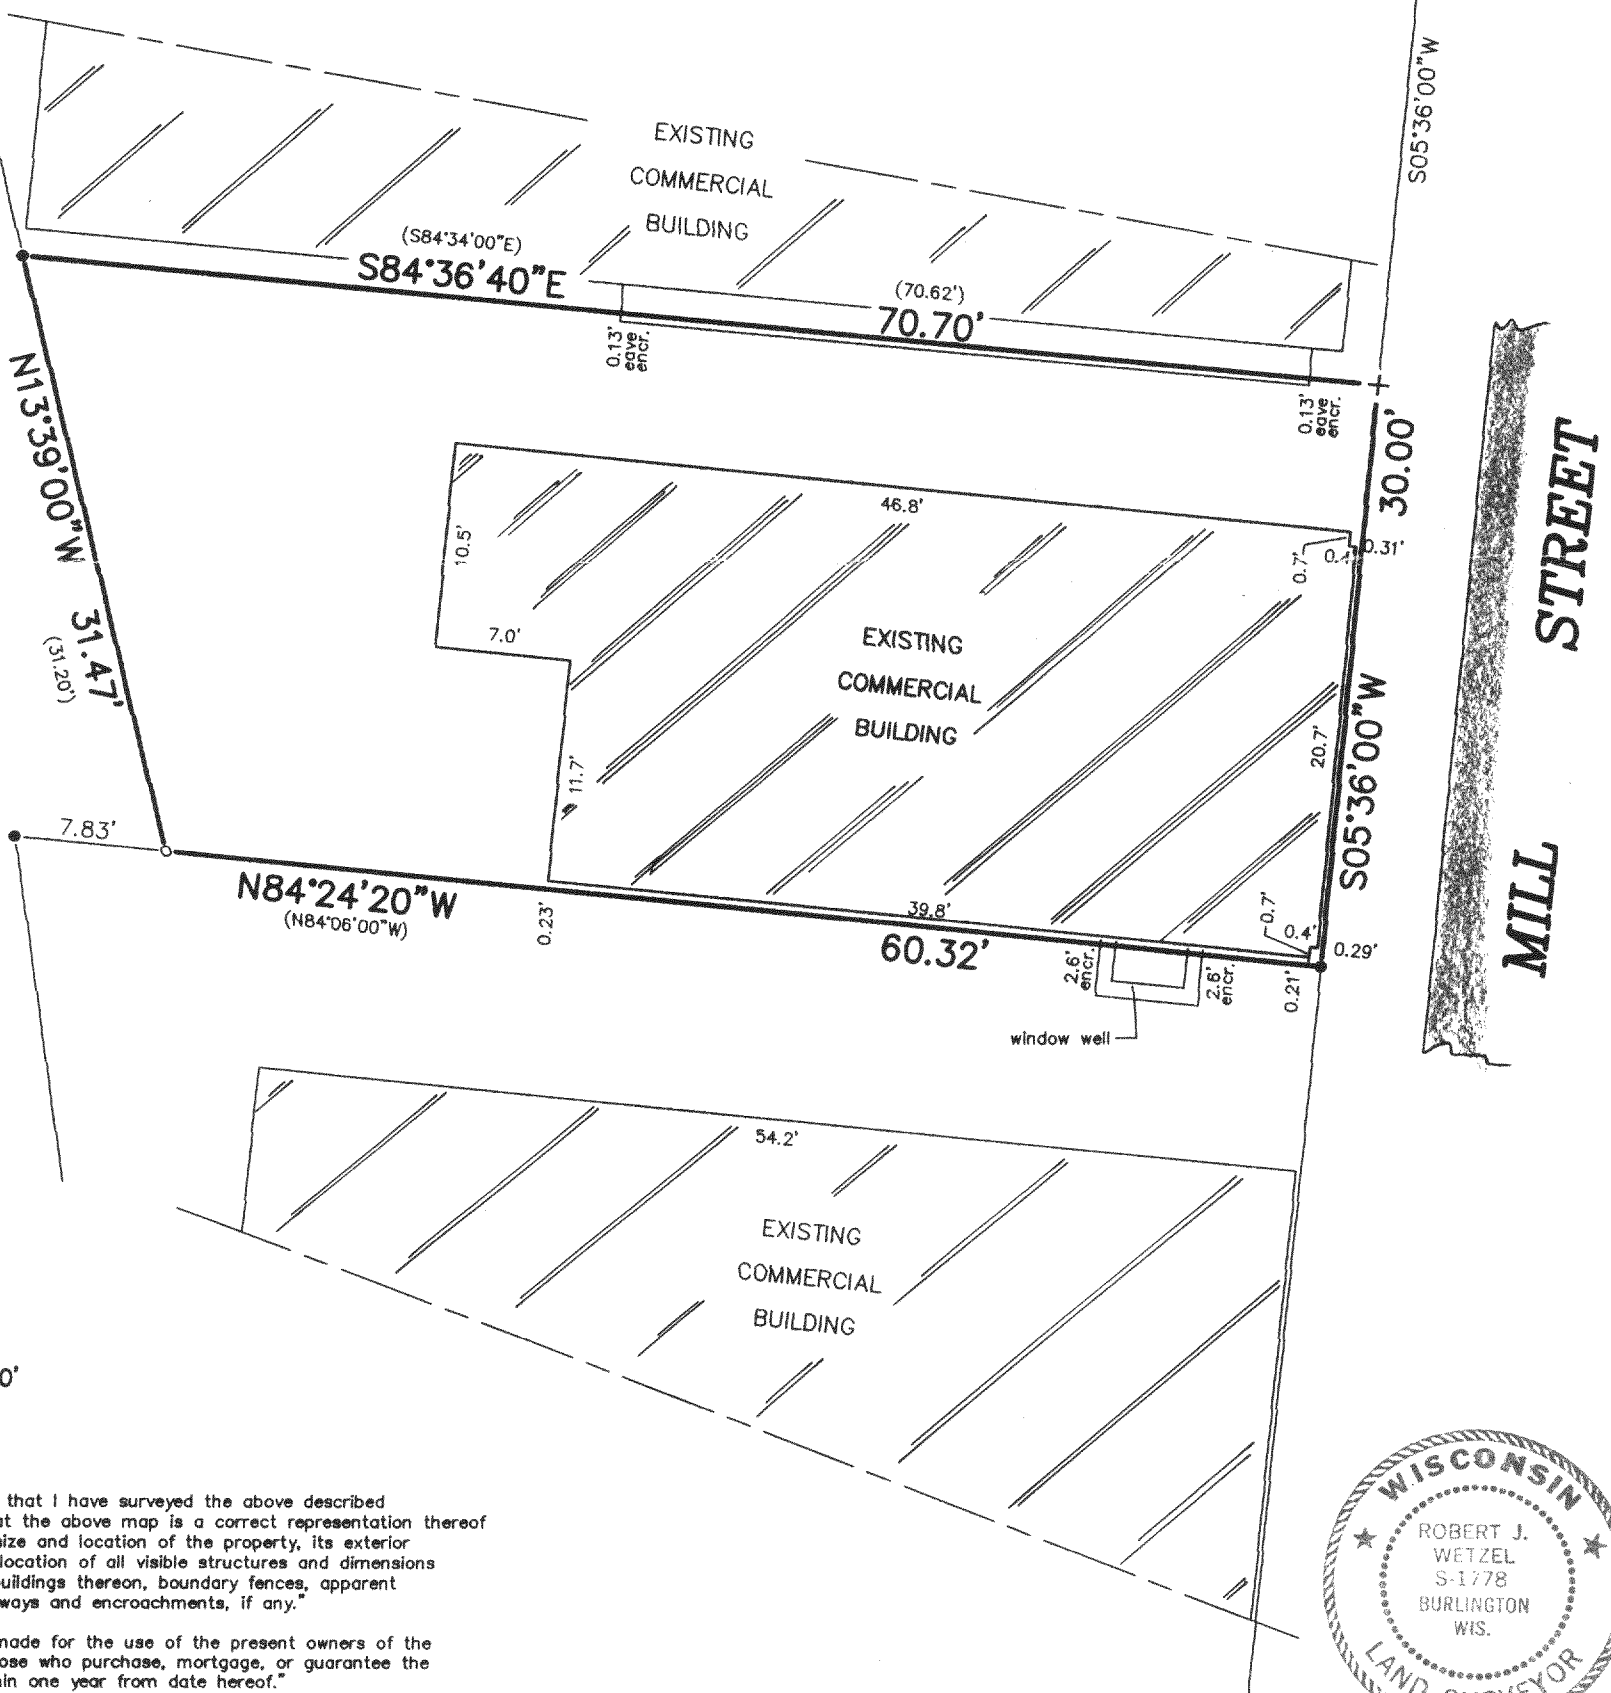 S05°36'00"W
EXISTING
COMMERCIAL
BUILDING
(S84°34'00"E)
S84°36'40"E
(70.62')
70.70'
0.13'
eave
encr.
0.13'
eave
encr.
30.00'
N13°39'00"W 31.47'
(31.20')
46.8'
10.5'
7.0'
11.7'
0.7'
0.4'
0.31'
EXISTING
COMMERCIAL
BUILDING
20.7'
S05°36'00"W
MILL STREET
7.83'
N84°24'20"W
(N84°06'00"W)
0.23'
39.8'
60.32'
0.7'
0.4'
0.29'
0.21'
2.6'
encr.
2.6'
encr.
window well
54.2'
EXISTING
COMMERCIAL
BUILDING
0'
that I have surveyed the above described
at the above map is a correct representation thereof
size and location of the property, its exterior
location of all visible structures and dimensions
buildings thereon, boundary fences, apparent
ways and encroachments, if any."
made for the use of the present owners of the
ose who purchase, mortgage, or guarantee the
in one year from date hereof."
WISCONSIN
ROBERT J.
WETZEL
S-1778
BURLINGTON
WIS.
LAND SURVEYOR